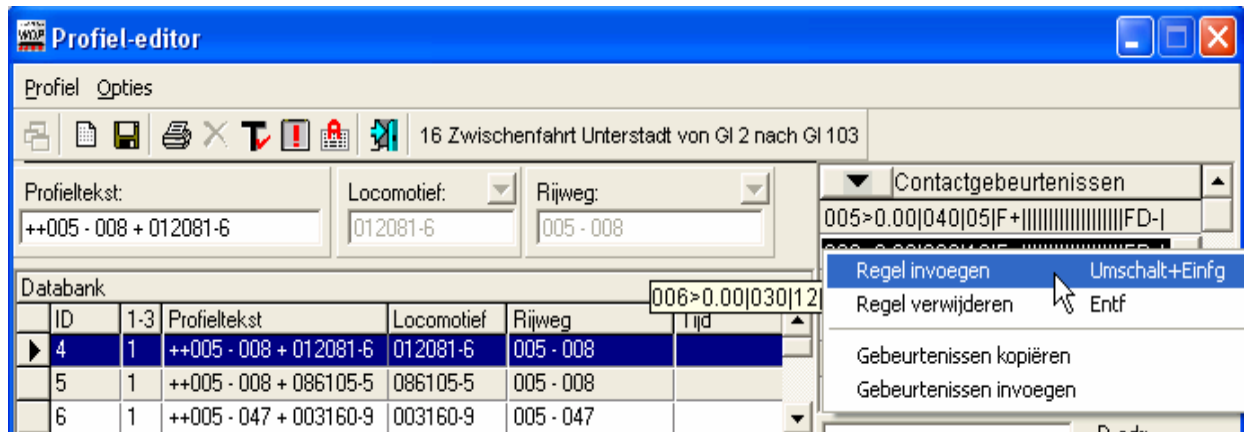 Profiel-editor
Profiel Opties
16 Zwischenfahrt Unterstadt von Gl 2 nach Gl 103
Profieltekst: Locomotief: Rijweg:
++005 - 008 + 012081-6 012081-6 005 - 008
Contactgebeurtenissen
005>0.00|040|05|F+||||||||||||||||||||FD-|
Regel invoegen Umschalt+Einfg
Regel verwijderen Entf
Gebeurtenissen kopiëren
Gebeurtenissen invoegen
006>0.00|030|12|
Databank
ID 1-3 Profieltekst Locomotief Rijweg Tijd
4 1 ++005 - 008 + 012081-6 012081-6 005 - 008
5 1 ++005 - 008 + 086105-5 086105-5 005 - 008
6 1 ++005 - 047 + 003160-9 003160-9 005 - 047